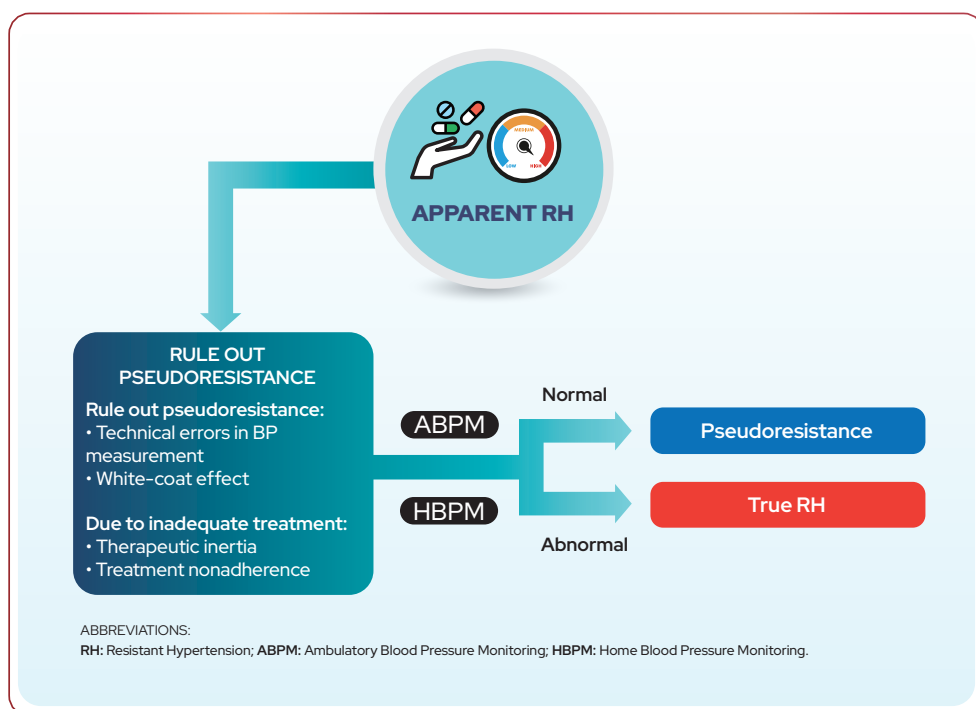 MEDIUM
LOW HIGH
APPARENT RH
RULE OUT
PSEUDORESISTANCE
Rule out pseudoresistance:
• Technical errors in BP
measurement
• White-coat effect
Due to inadequate treatment:
• Therapeutic inertia
• Treatment nonadherence
ABPM
HBPM
Normal
Pseudoresistance
True RH
Abnormal
ABBREVIATIONS:
RH: Resistant Hypertension; ABPM: Ambulatory Blood Pressure Monitoring; HBPM: Home Blood Pressure Monitoring.